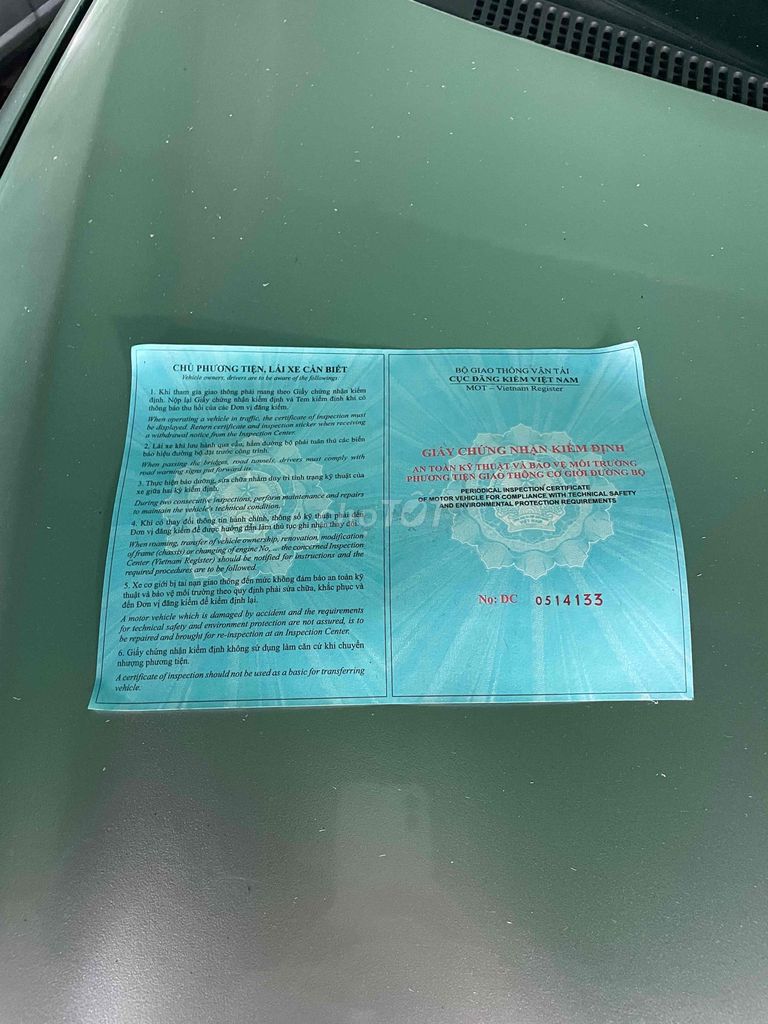 CHỦ PHƯƠNG TIỆN, LÁI XE CẦN BIẾT
Vehicle owners, drivers are to be aware of the followings
1. Khi tham gia giao thông phải mang theo Giấy chứng nhận kiểm
định. Nộp lại Giấy chứng nhận kiểm định và Tem kiểm định khi có
thông báo thu hồi của các Đơn vị đăng kiểm.
When operating a vehicle in traffic, the certificate of inspection must
be displayed. Return certificate and inspection sticker when receiving
a withdrawal notice from the Inspection Center.
2. Lái xe khi lưu hành qua cầu, hầm đường bộ phải tuân thủ các biển
báo hiệu đường bộ đặt trước công trình.
When passing the bridges, road tunnels, drivers must comply with
road warning signs put forward its.
3. Thực hiện bảo dưỡng, sửa chữa nhằm duy trì tình trạng kỹ thuật của
xe giữa hai kỳ kiểm định.
During two consecutive inspections, perform maintenance and repairs
to maintain the vehicle's technical condition.
4. Khi có thay đổi thông tin hành chính, thông số kỹ thuật phải đến
Đơn vị đăng kiểm để được hướng dẫn làm thủ tục ghi nhận thay đổi.
When roaming, transfer of vehicle ownership, renovation, modification
of frame (chassis) or changing of engine No, ... the concerned Inspection
Center (Vietnam Register) should be notified for instructions and the
required procedures are to be followed.
5. Xe cơ giới bị tai nạn giao thông đến mức không đảm bảo an toàn kỹ
thuật và bảo vệ môi trường theo quy định phải sửa chữa, khắc phục và
đến Đơn vị đăng kiểm để kiểm định lại.
A motor vehicle which is damaged by accident and the requirements
for technical safety and environment protection are not assured, is to
be repaired and brought for re-inspection at an Inspection Center.
6. Giấy chứng nhận kiểm định không sử dụng làm căn cứ khi chuyển
nhượng phương tiện.
A certificate of inspection should not be used as a basic for transferring
vehicle.
BỘ GIAO THÔNG VẬN TẢI
CỤC ĐĂNG KIỂM VIỆT NAM
MOT – Vietnam Register
GIẤY CHỨNG NHẬN KIỂM ĐỊNH
AN TOÀN KỸ THUẬT VÀ BẢO VỆ MÔI TRƯỜNG
PHƯƠNG TIỆN GIAO THÔNG CƠ GIỚI ĐƯỜNG BỘ
PERIODICAL INSPECTION CERTIFICATE
OF MOTOR VEHICLE FOR COMPLIANCE WITH TECHNICAL SAFETY
AND ENVIRONMENTAL PROTECTION REQUIREMENTS
No: DC 0514133